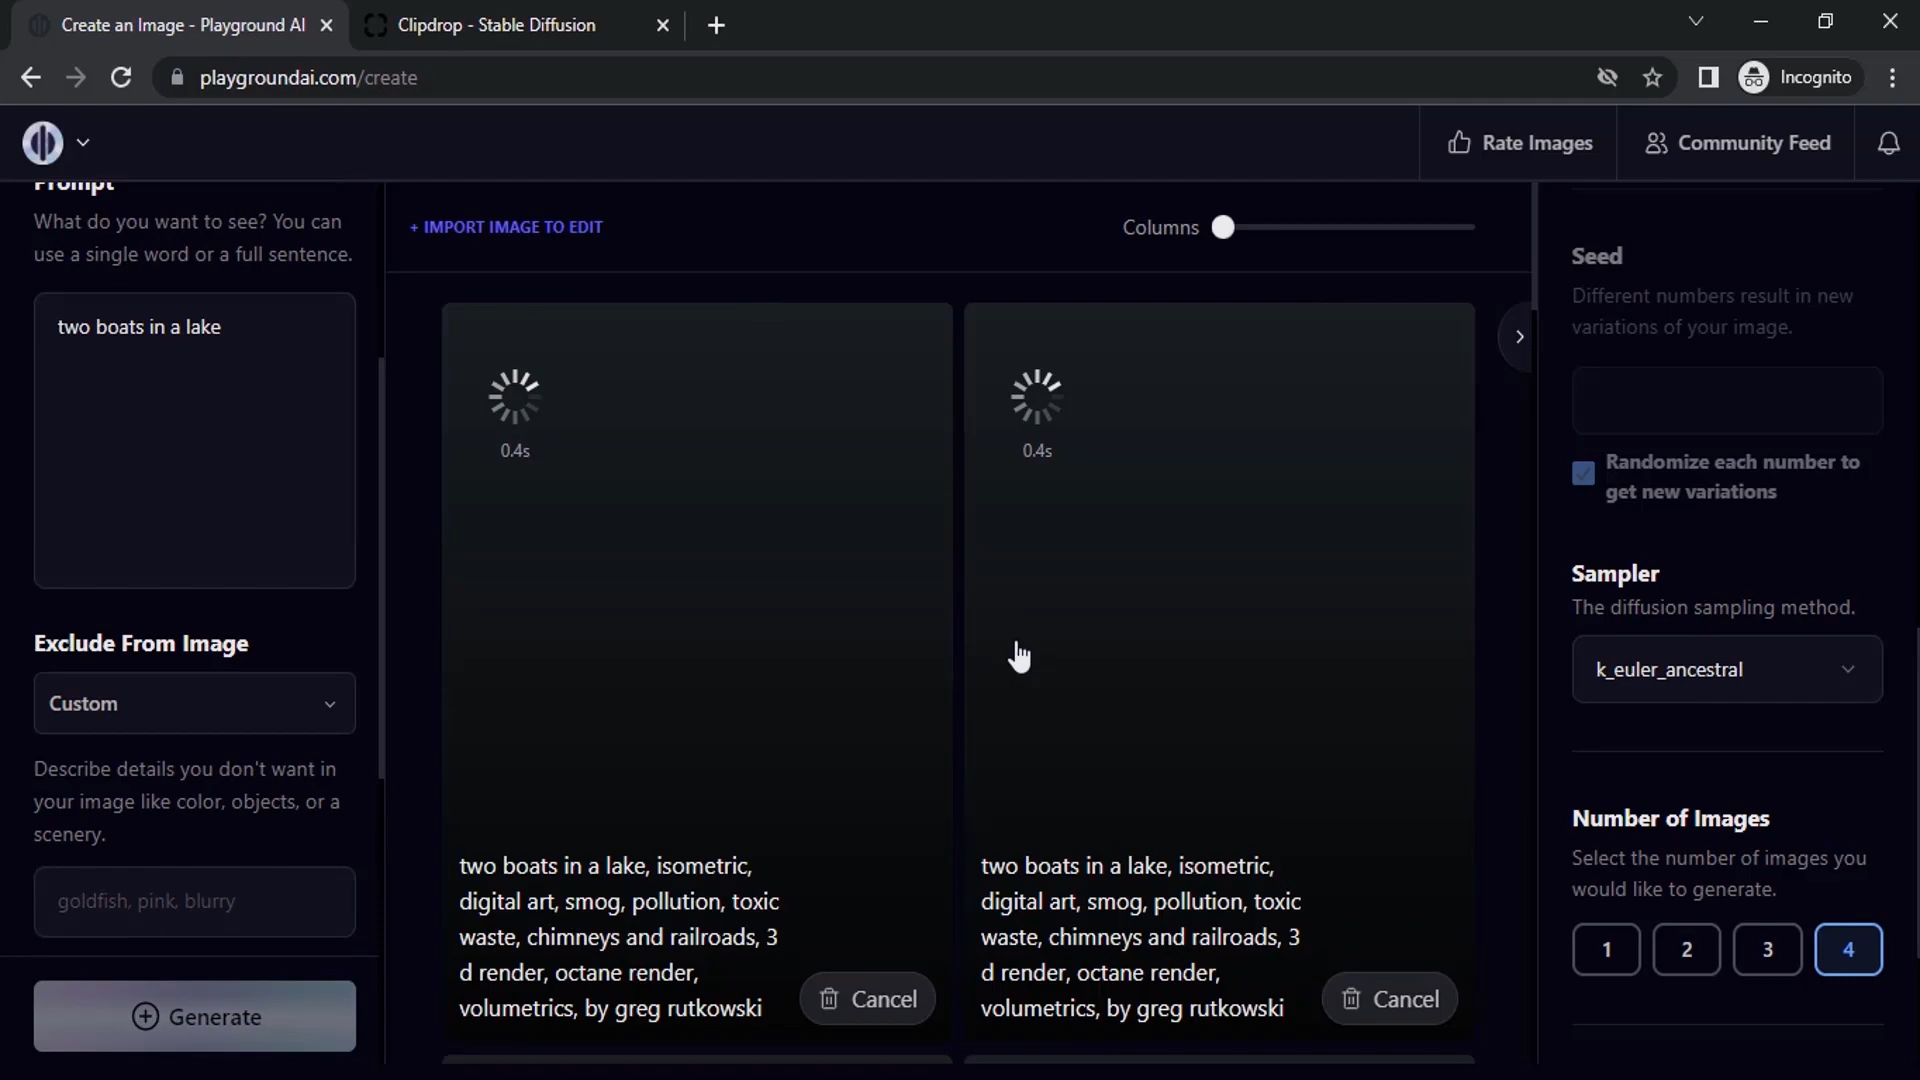 Create an Image - Playground AI
Clipdrop - Stable Diffusion
playgroundai.com/create
Incognito
Rate Images
Community Feed
Prompt
What do you want to see? You can
use a single word or a full sentence.
two boats in a lake
Exclude From Image
Custom
Describe details you don't want in
your image like color, objects, or a
scenery.
goldfish, pink, blurry
Generate
+ IMPORT IMAGE TO EDIT
Columns
0.4s
0.4s
two boats in a lake, isometric,
digital art, smog, pollution, toxic
waste, chimneys and railroads, 3
d render, octane render,
volumetrics, by greg rutkowski
Cancel
two boats in a lake, isometric,
digital art, smog, pollution, toxic
waste, chimneys and railroads, 3
d render, octane render,
volumetrics, by greg rutkowski
Cancel
Seed
Different numbers result in new
variations of your image.
Randomize each number to
get new variations
Sampler
The diffusion sampling method.
k_euler_ancestral
Number of Images
Select the number of images you
would like to generate.
1
2
3
4